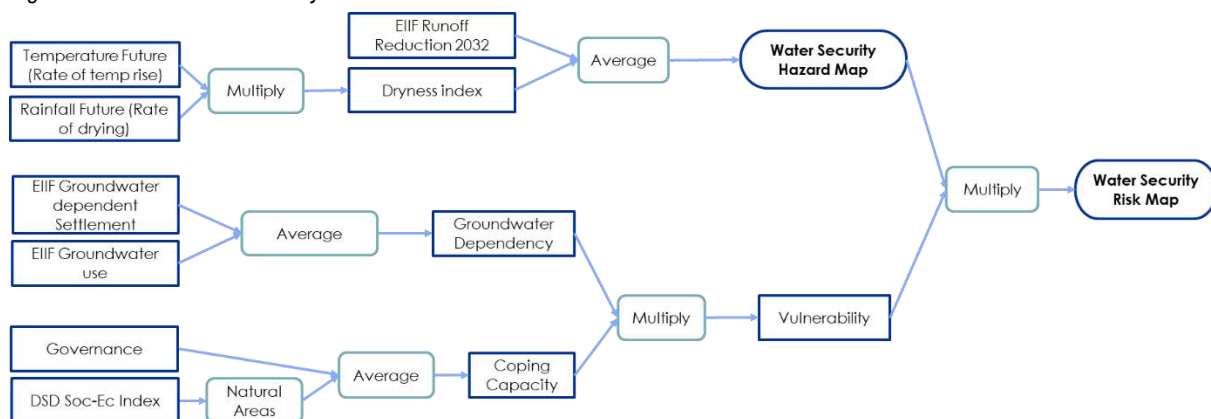 EIIF Runoff
Reduction 2032
Temperature Future
(Rate of temp rise)
Multiply
Rainfall Future (Rate
of drying)
Dryness index
Average
Water Security
Hazard Map
EIIF Groundwater
dependent
Settlement
EIIF Groundwater
use
Average
Groundwater
Dependency
Multiply
Water Security
Risk Map
Multiply
Vulnerability
Governance
DSD Soc-Ec Index
Natural
Areas
Average
Coping
Capacity